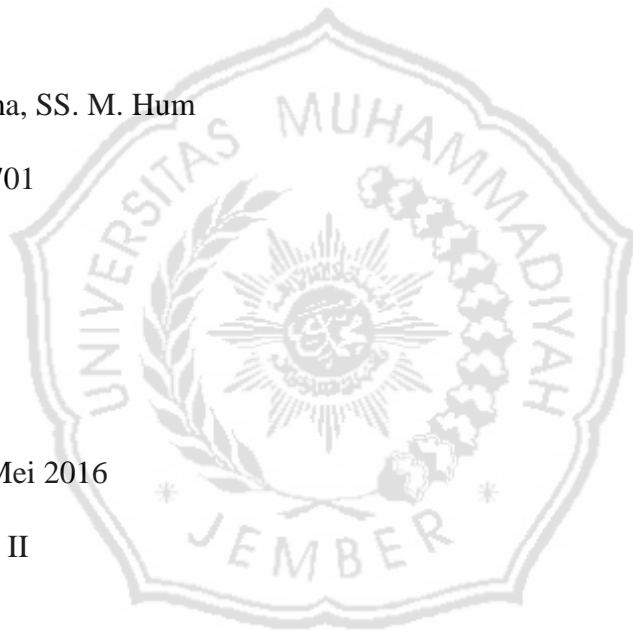 na, SS. M. Hum
701
UNIVERSITAS MUHAMMADIYAH
Mei 2016
JEMBER
II